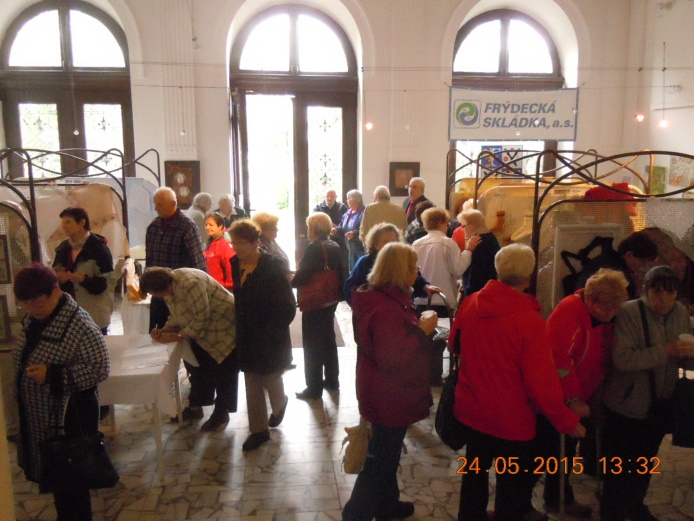 FRÝDECKÁ
SKLÁDKA, a.s.
24.05.2015 13:32